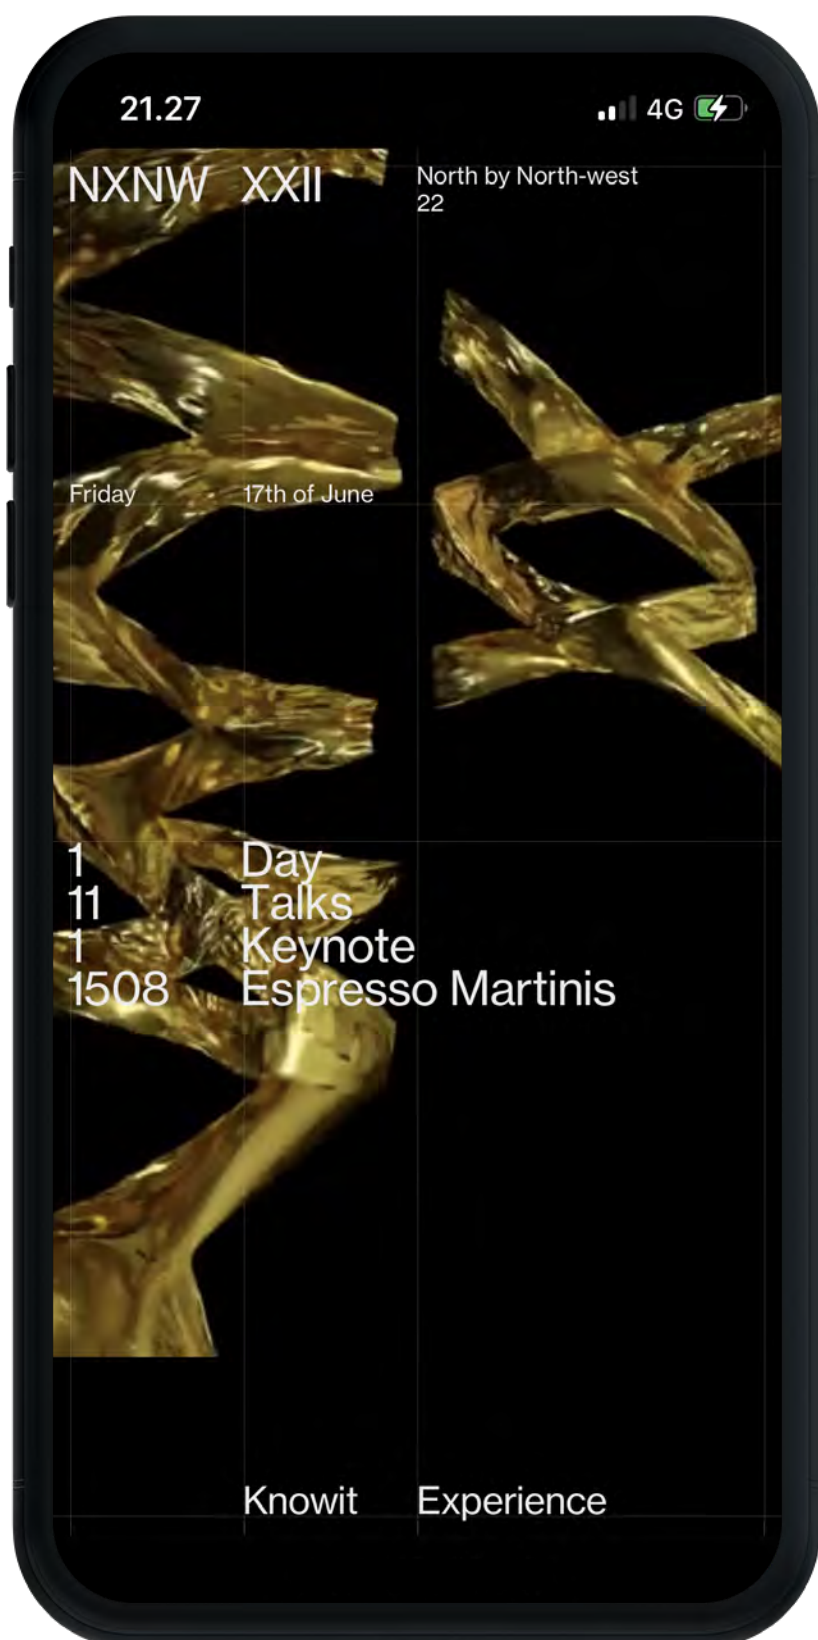 21.27 4G
NXNW XXII North by North-west
22
Friday 17th of June
1 Day
11 Talks
1 Keynote
1508 Espresso Martinis
Knowit Experience